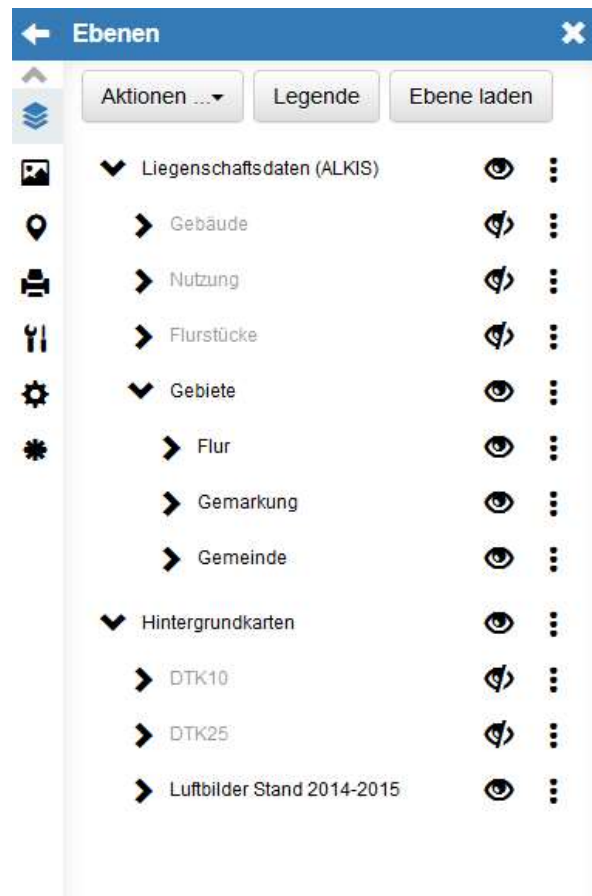 Ebenen
Aktionen ... Legende Ebene laden
Liegenschaftsdaten (ALKIS)
Gebäude
Nutzung
Flurstücke
Gebiete
Flur
Gemarkung
Gemeinde
Hintergrundkarten
DTK10
DTK25
Luftbilder Stand 2014-2015